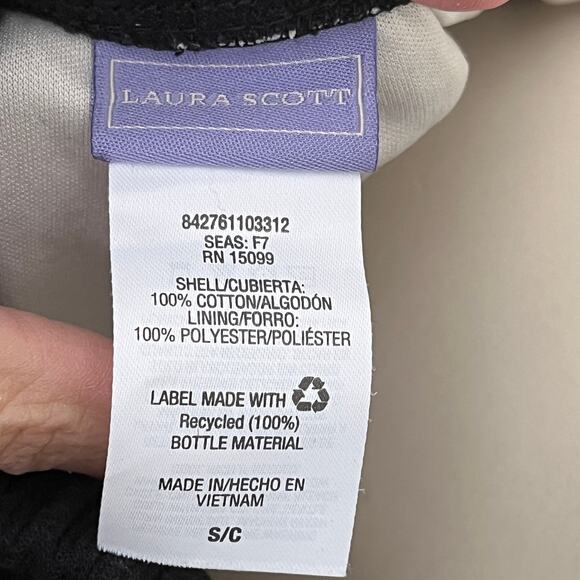 LAURA SCOTT
842761103312
SEAS: F7
RN 15099
SHELL/CUBIERTA:
100% COTTON/ALGODÓN
LINING/FORRO:
100% POLYESTER/POLIÉSTER
LABEL MADE WITH
Recycled (100%)
BOTTLE MATERIAL
MADE IN/HECHO EN
VIETNAM
S/C